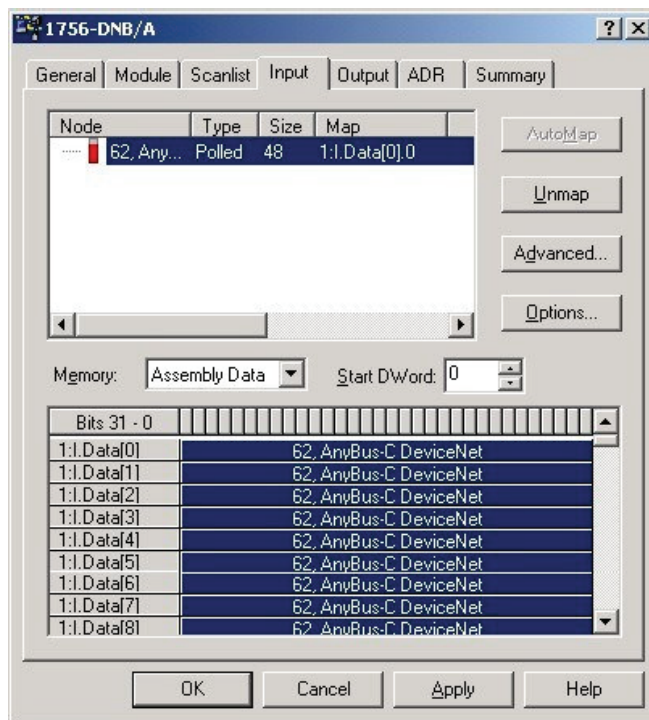 1756-DNB/A
General Module Scanlist Input Output ADR Summary
Node Type Size Map
62, Any... Polled 48 1:I.Data[0].0
AutoMap
Unmap
Advanced...
Options...
Memory: Assembly Data Start DWord: 0
Bits 31 - 0
1:I.Data[0] 62, AnyBus-C DeviceNet
1:I.Data[1] 62, AnyBus-C DeviceNet
1:I.Data[2] 62, AnyBus-C DeviceNet
1:I.Data[3] 62, AnyBus-C DeviceNet
1:I.Data[4] 62, AnyBus-C DeviceNet
1:I.Data[5] 62, AnyBus-C DeviceNet
1:I.Data[6] 62, AnyBus-C DeviceNet
1:I.Data[7] 62, AnyBus-C DeviceNet
1:I.Data[8] 62, AnyBus-C DeviceNet
OK Cancel Apply Help